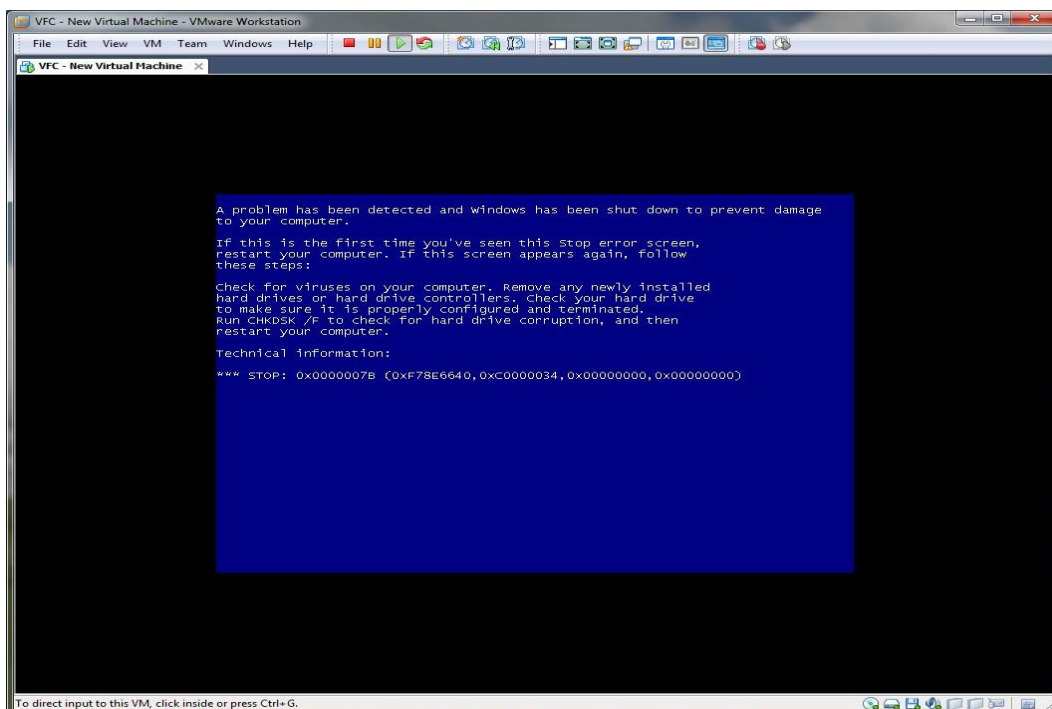 VFC - New Virtual Machine - VMware Workstation
File Edit View VM Team Windows Help
VFC - New Virtual Machine
A problem has been detected and Windows has been shut down to prevent damage
to your computer.
If this is the first time you've seen this Stop error screen,
restart your computer. If this screen appears again, follow
these steps:
Check for viruses on your computer. Remove any newly installed
hard drives or hard drive controllers. Check your hard drive
to make sure it is properly configured and terminated.
Run CHKDSK /F to check for hard drive corruption, and then
restart your computer.
Technical information:
*** STOP: 0x0000007B (0xF78E6640,0xC0000034,0x00000000,0x00000000)
To direct input to this VM, click inside or press Ctrl+G.